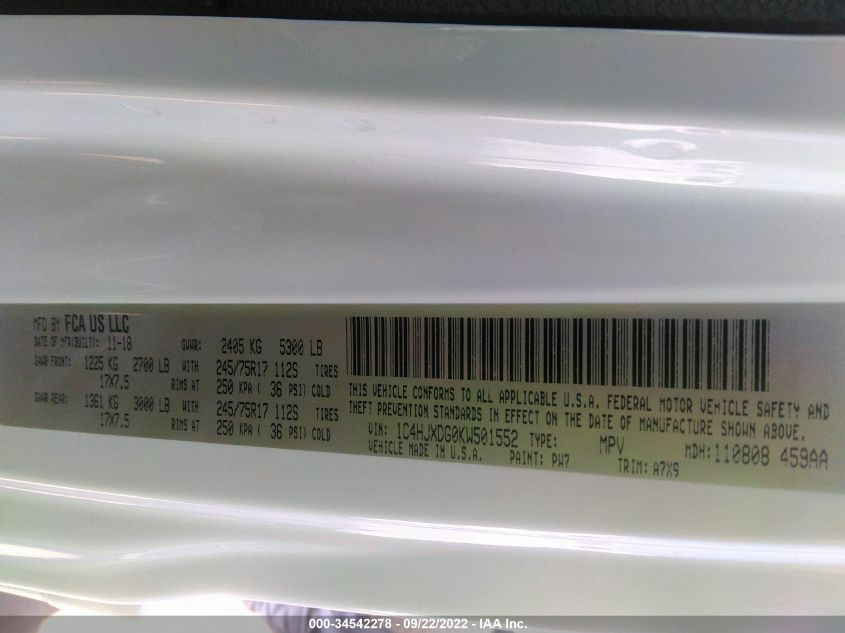 MFD BY FCA US LLC
DATE OF MFR(BUILT): 11-18 GVWR: 2405 KG 5300 LB
GAWR FRONT: 1225 KG 2700 LB WITH 245/75R17 112S TIRES
17X7.5 RIMS AT 250 KPA ( 36 PSI) COLD
GAWR REAR: 1361 KG 3000 LB WITH 245/75R17 112S TIRES
17X7.5 RIMS AT 250 KPA ( 36 PSI) COLD
THIS VEHICLE CONFORMS TO ALL APPLICABLE U.S.A. FEDERAL MOTOR VEHICLE SAFETY AND
THEFT PREVENTION STANDARDS IN EFFECT ON THE DATE OF MANUFACTURE SHOWN ABOVE.
VIN: 1C4HJXDG0KW501552 TYPE: MPV MDH:110808 459AA
VEHICLE MADE IN U.S.A. PAINT: PW7 TRIM: A7X9
000-34542278 - 09/22/2022 - IAA Inc.